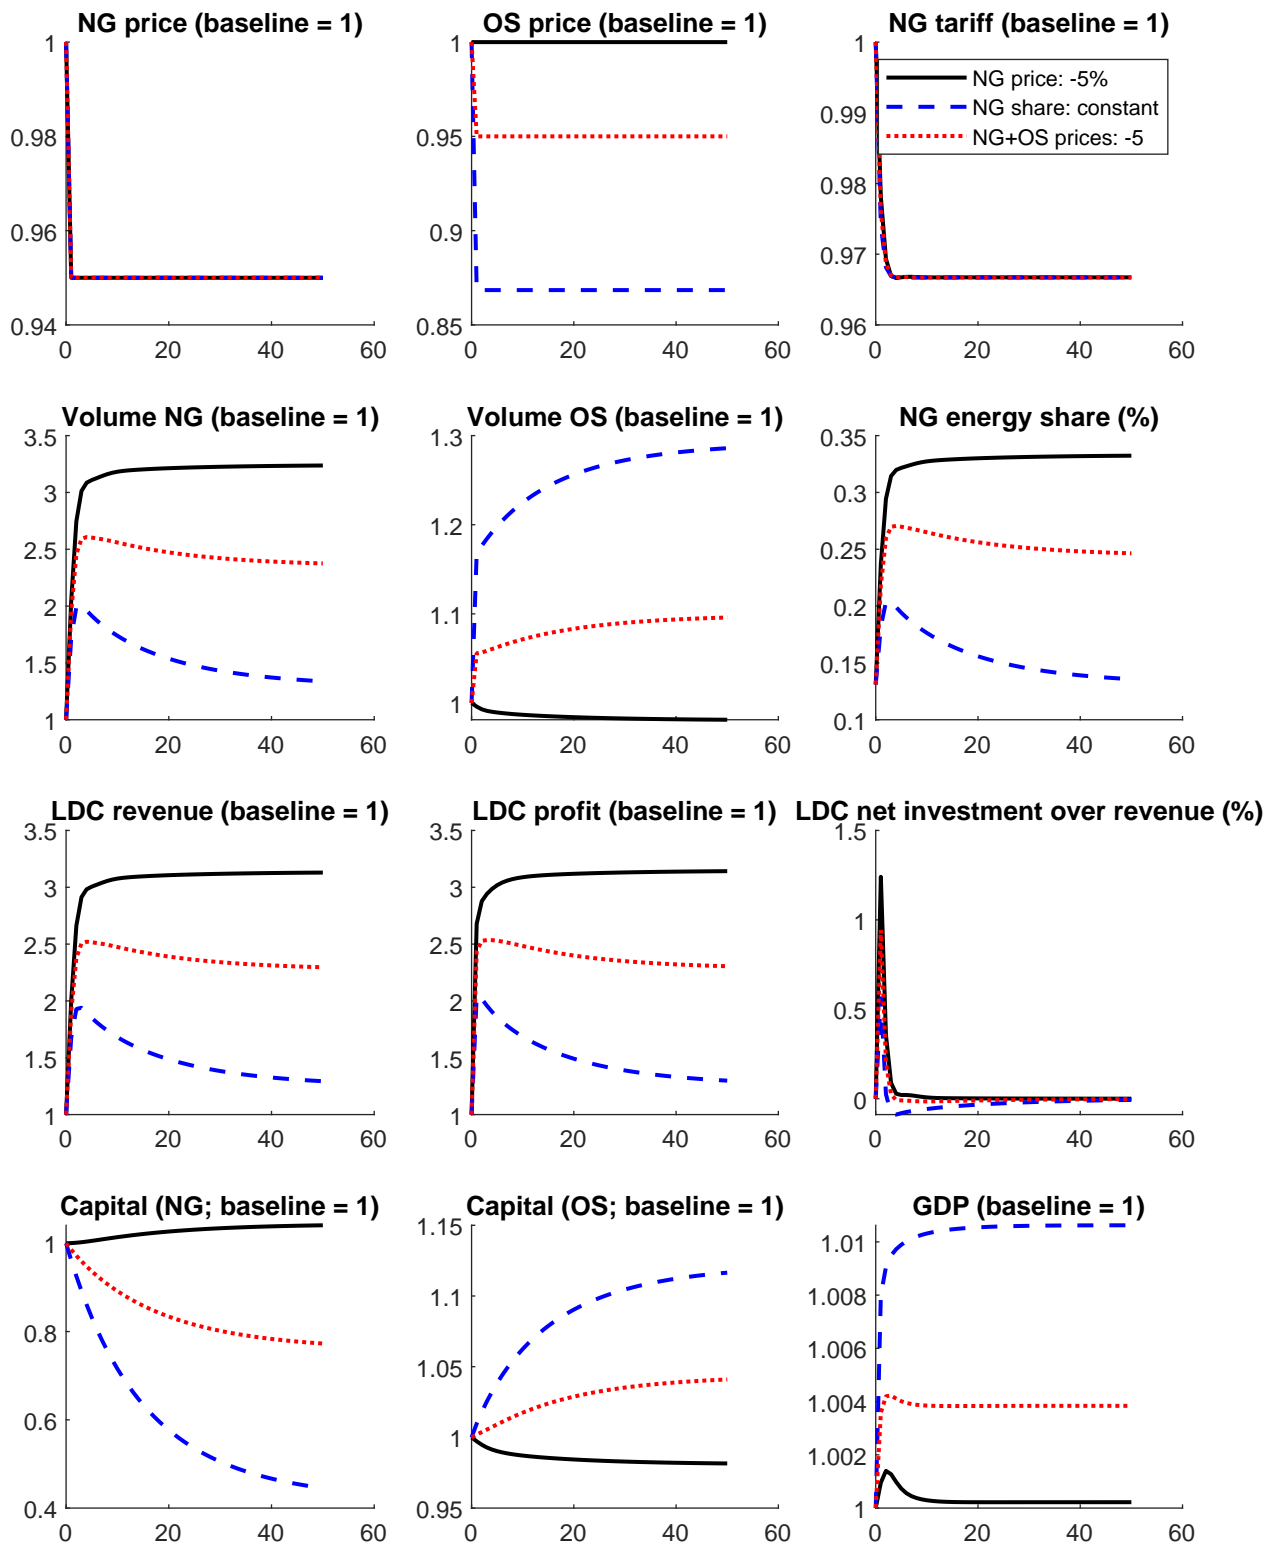 NG price (baseline = 1)
1
0.98
0.96
0.94
0 20 40 60
OS price (baseline = 1)
1
0.95
0.9
0.85
0 20 40 60
NG tariff (baseline = 1)
1
0.99
0.98
0.97
0.96
0 20 40 60
NG price: -5%
NG share: constant
NG+OS prices: -5
Volume NG (baseline = 1)
3.5
3
2.5
2
1.5
1
0 20 40 60
Volume OS (baseline = 1)
1.3
1.2
1.1
1
0 20 40 60
NG energy share (%)
0.35
0.3
0.25
0.2
0.15
0.1
0 20 40 60
LDC revenue (baseline = 1)
3.5
3
2.5
2
1.5
1
0 20 40 60
LDC profit (baseline = 1)
3.5
3
2.5
2
1.5
1
0 20 40 60
LDC net investment over revenue (%)
1.5
1
0.5
0
0 20 40 60
Capital (NG; baseline = 1)
1
0.8
0.6
0.4
0 20 40 60
Capital (OS; baseline = 1)
1.15
1.1
1.05
1
0.95
0 20 40 60
GDP (baseline = 1)
1.01
1.008
1.006
1.004
1.002
1
0 20 40 60